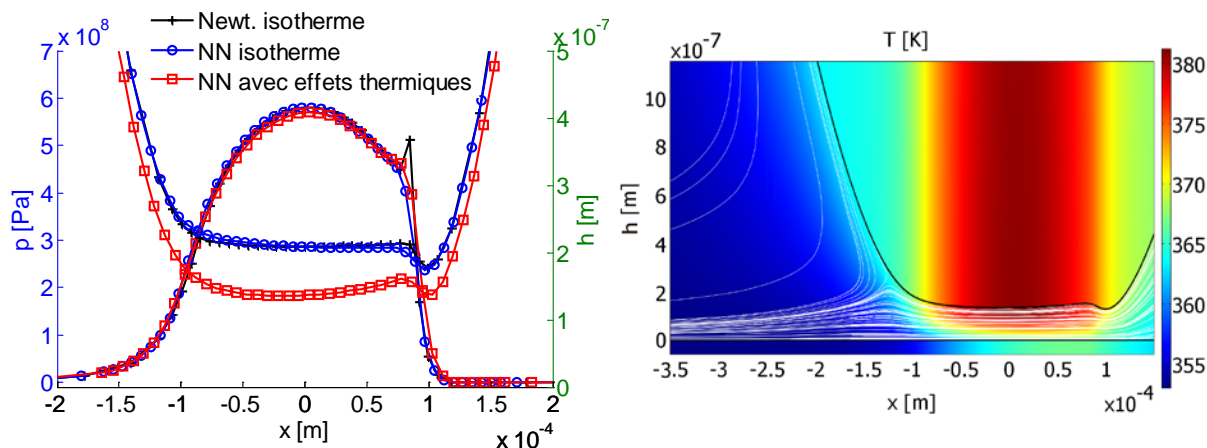 Newt. isotherme
NN isotherme
NN avec effets thermiques
x 10^8
7
6
5
4
3
2
1
0
p [Pa]
x 10^-7
5
4
3
2
1
0
h [m]
-2 -1.5 -1 -0.5 0 0.5 1 1.5 2
x [m]
x 10^-4
T [K]
x10^-7
10
8
6
4
2
0
h [m]
-3.5 -3 -2.5 -2 -1.5 -1 -0.5 0 0.5 1
x [m]
x10^-4
380
375
370
365
360
355